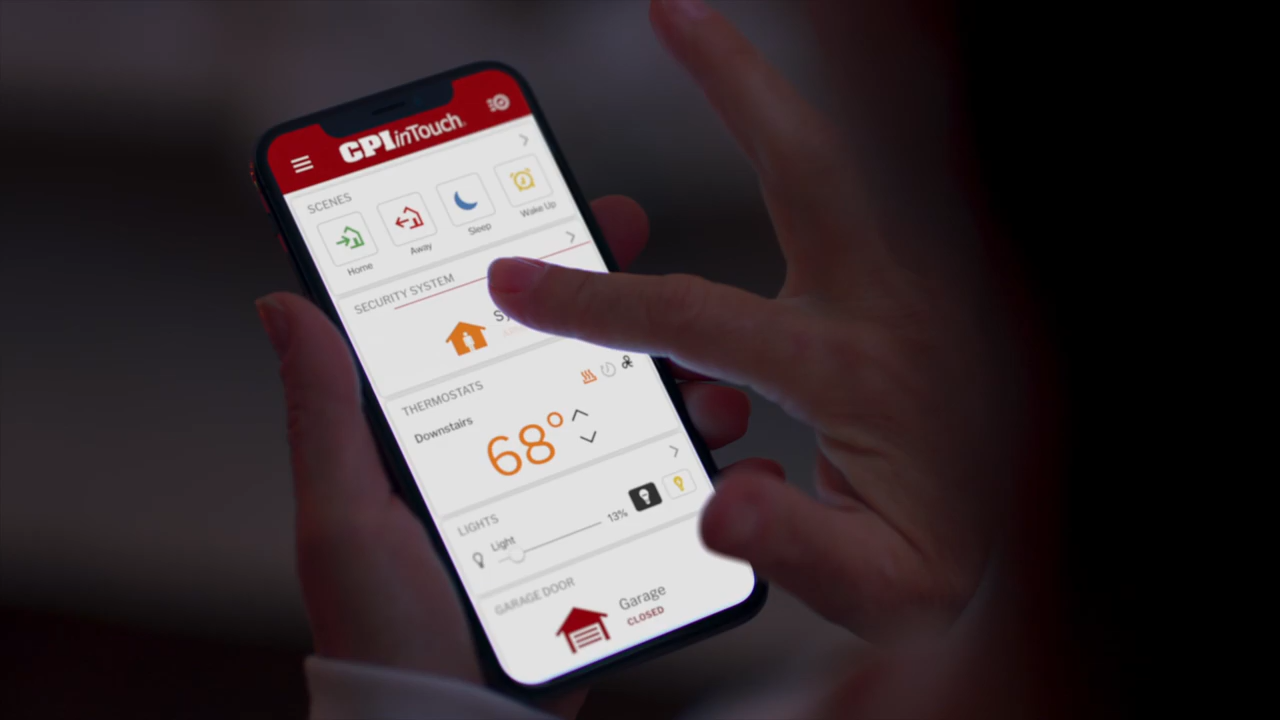 CPI inTouch
SCENES
Home
Away
Sleep
Wake Up
SECURITY SYSTEM
THERMOSTATS
Downstairs
68°
LIGHTS
Light
13%
GARAGE DOOR
Garage
CLOSED